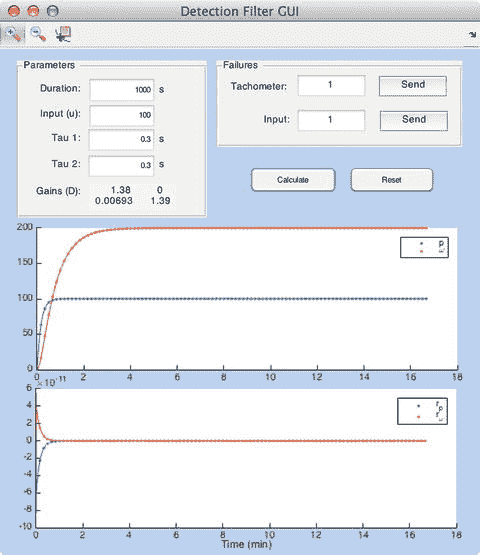 Detection Filter GUI
Parameters
Duration: 1000 s
Input (u): 100
Tau 1: 0.3 s
Tau 2: 0.3 s
Gains (D): 1.38 0
0.00693 1.39
Failures
Tachometer: 1 Send
Input: 1 Send
Calculate Reset
200
150
100
50
0
p
ω
0 2 4 6 8 10 12 14 16 18
×10⁻¹¹
6
4
2
0
-2
-4
-6
-8
-10
r_p
r_ω
0 2 4 6 8 10 12 14 16 18
Time (min)